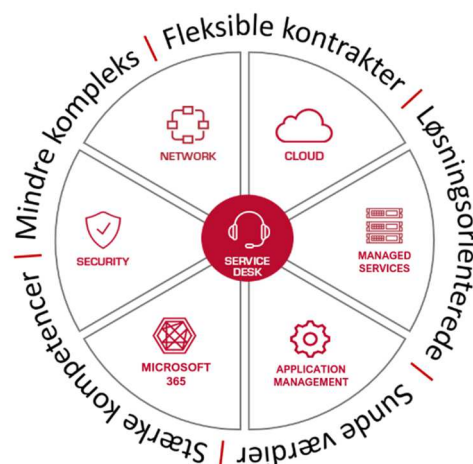 Fleksible kontrakter | Løsningsorienterede | Sunde værdier | Stærke kompetencer | Mindre kompleks |
NETWORK
CLOUD
SECURITY
SERVICE
DESK
MANAGED
SERVICES
MICROSOFT
365
APPLICATION
MANAGEMENT